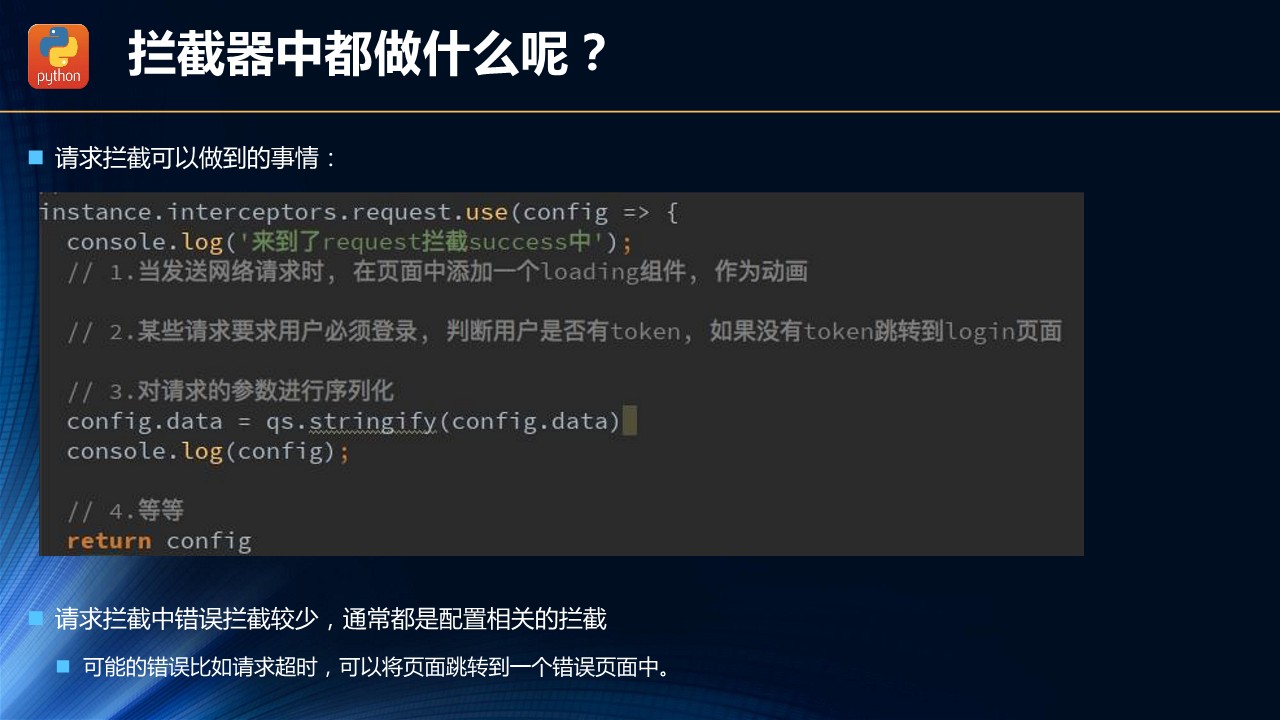 python
拦截器中都做什么呢？
请求拦截可以做到的事情：
instance.interceptors.request.use(config => {
console.log('来到了request拦截success中');
// 1.当发送网络请求时, 在页面中添加一个loading组件, 作为动画
// 2.某些请求要求用户必须登录, 判断用户是否有token, 如果没有token跳转到login页面
// 3.对请求的参数进行序列化
config.data = qs.stringify(config.data)
console.log(config);
// 4.等等
return config
请求拦截中错误拦截较少，通常都是配置相关的拦截
可能的错误比如请求超时，可以将页面跳转到一个错误页面中。